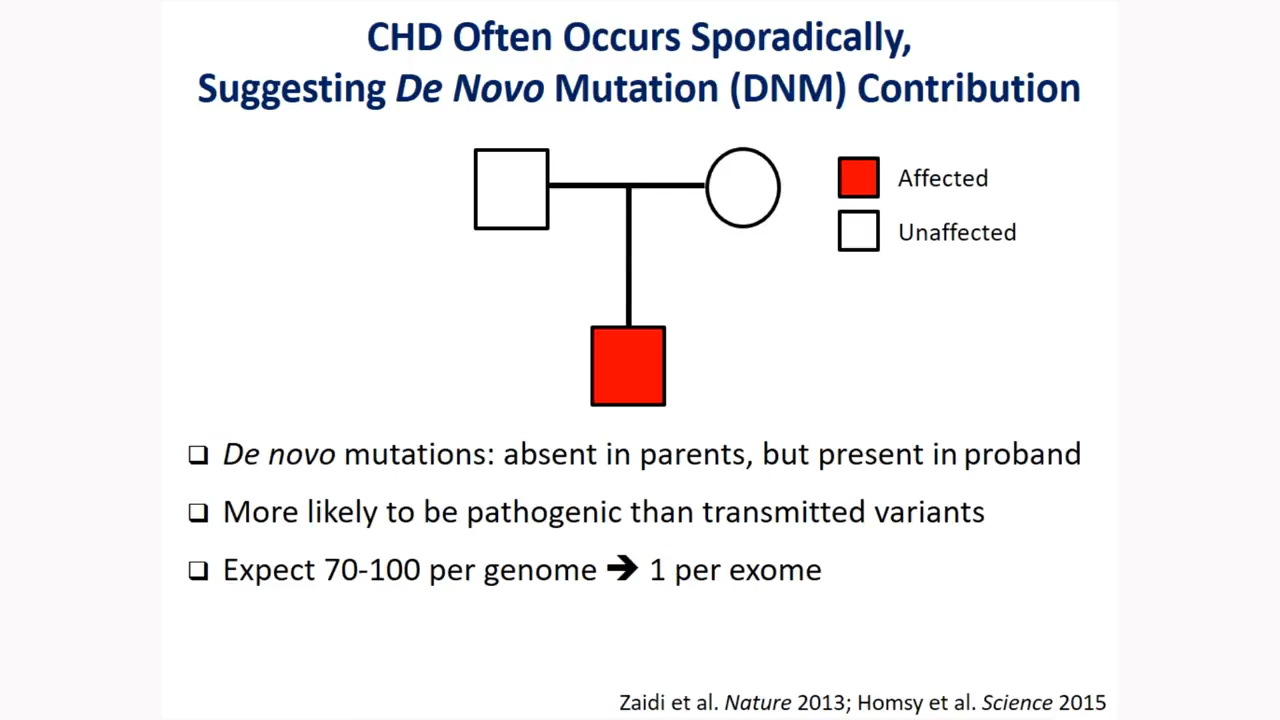 CHD Often Occurs Sporadically,
Suggesting De Novo Mutation (DNM) Contribution
Affected
Unaffected
❑ De novo mutations: absent in parents, but present in proband
❑ More likely to be pathogenic than transmitted variants
❑ Expect 70-100 per genome ➔ 1 per exome
Zaidi et al. Nature 2013; Homsy et al. Science 2015